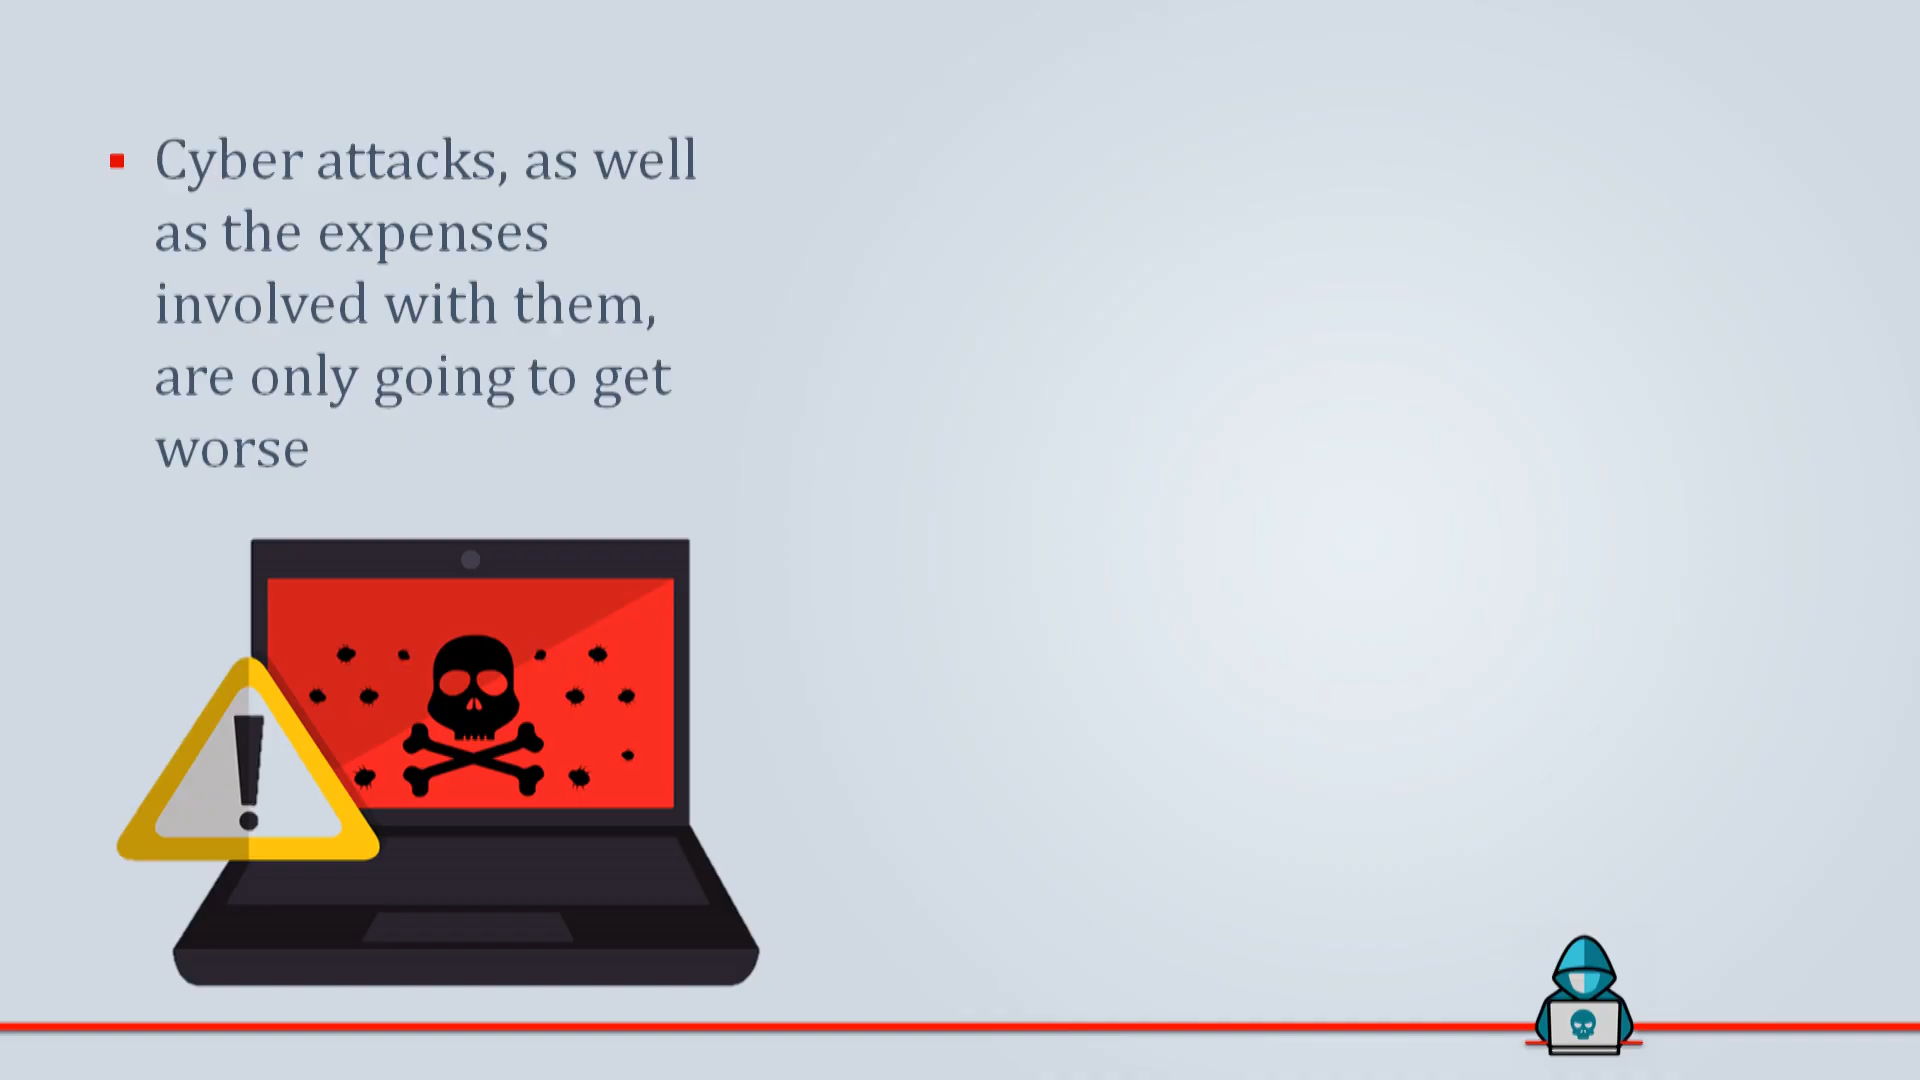 Cyber attacks, as well
as the expenses
involved with them,
are only going to get
worse